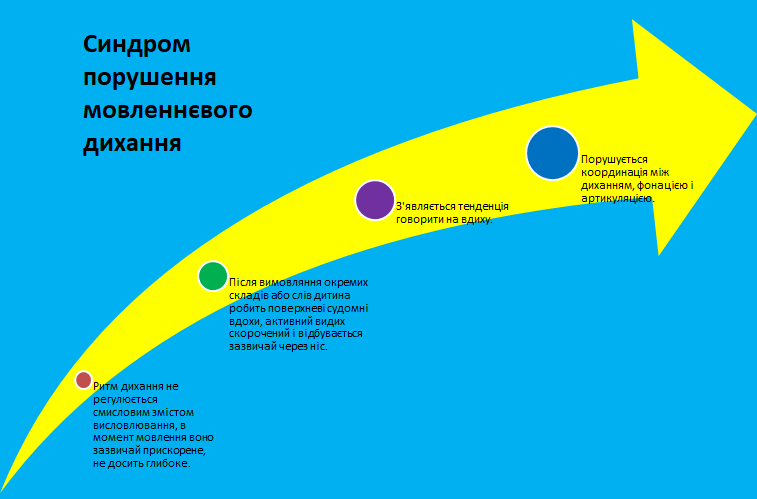 Синдром
порушення
мовленнєвого
дихання
Порушується
координація між
диханням, фонацією і
артикуляцією.
З'являється тенденція
говорити на вдиху.
Після вимовляння окремих
складів або слів дитина
робить поверхневі судомні
вдохи, активний видих
скорочений і відбувається
зазвичай через ніс.
Ритм дихання не
регулюється
смисловим змістом
висловлювання, в
момент мовлення воно
зазвичай прискорене,
не досить глибоке.